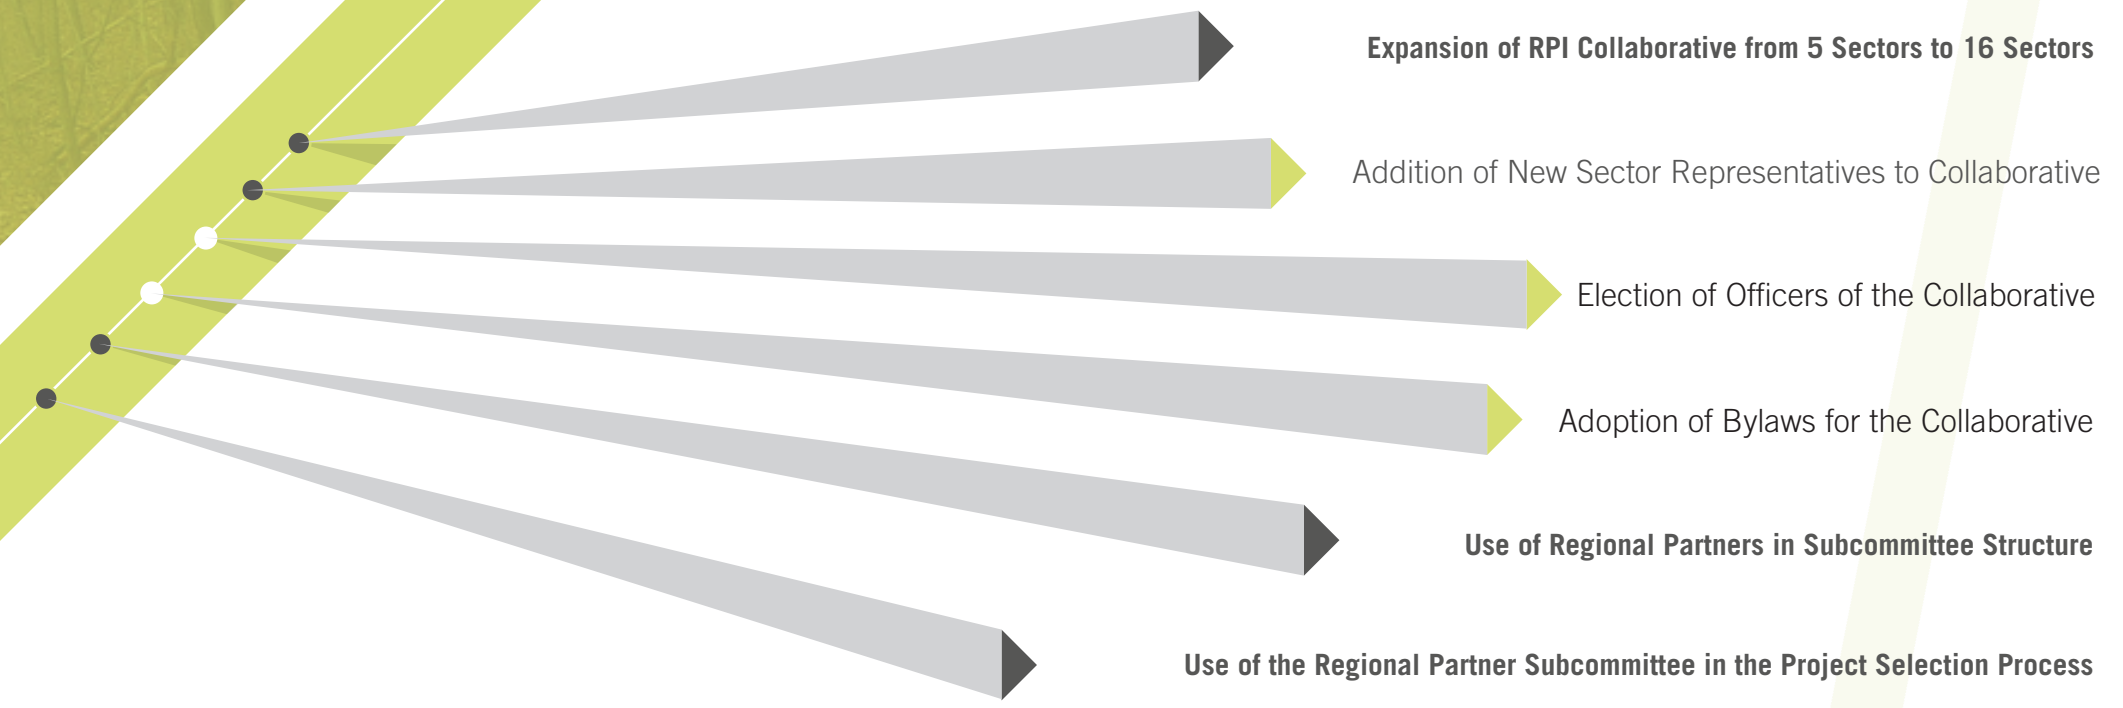 Expansion of RPI Collaborative from 5 Sectors to 16 Sectors
Addition of New Sector Representatives to Collaborative
Election of Officers of the Collaborative
Adoption of Bylaws for the Collaborative
Use of Regional Partners in Subcommittee Structure
Use of the Regional Partner Subcommittee in the Project Selection Process